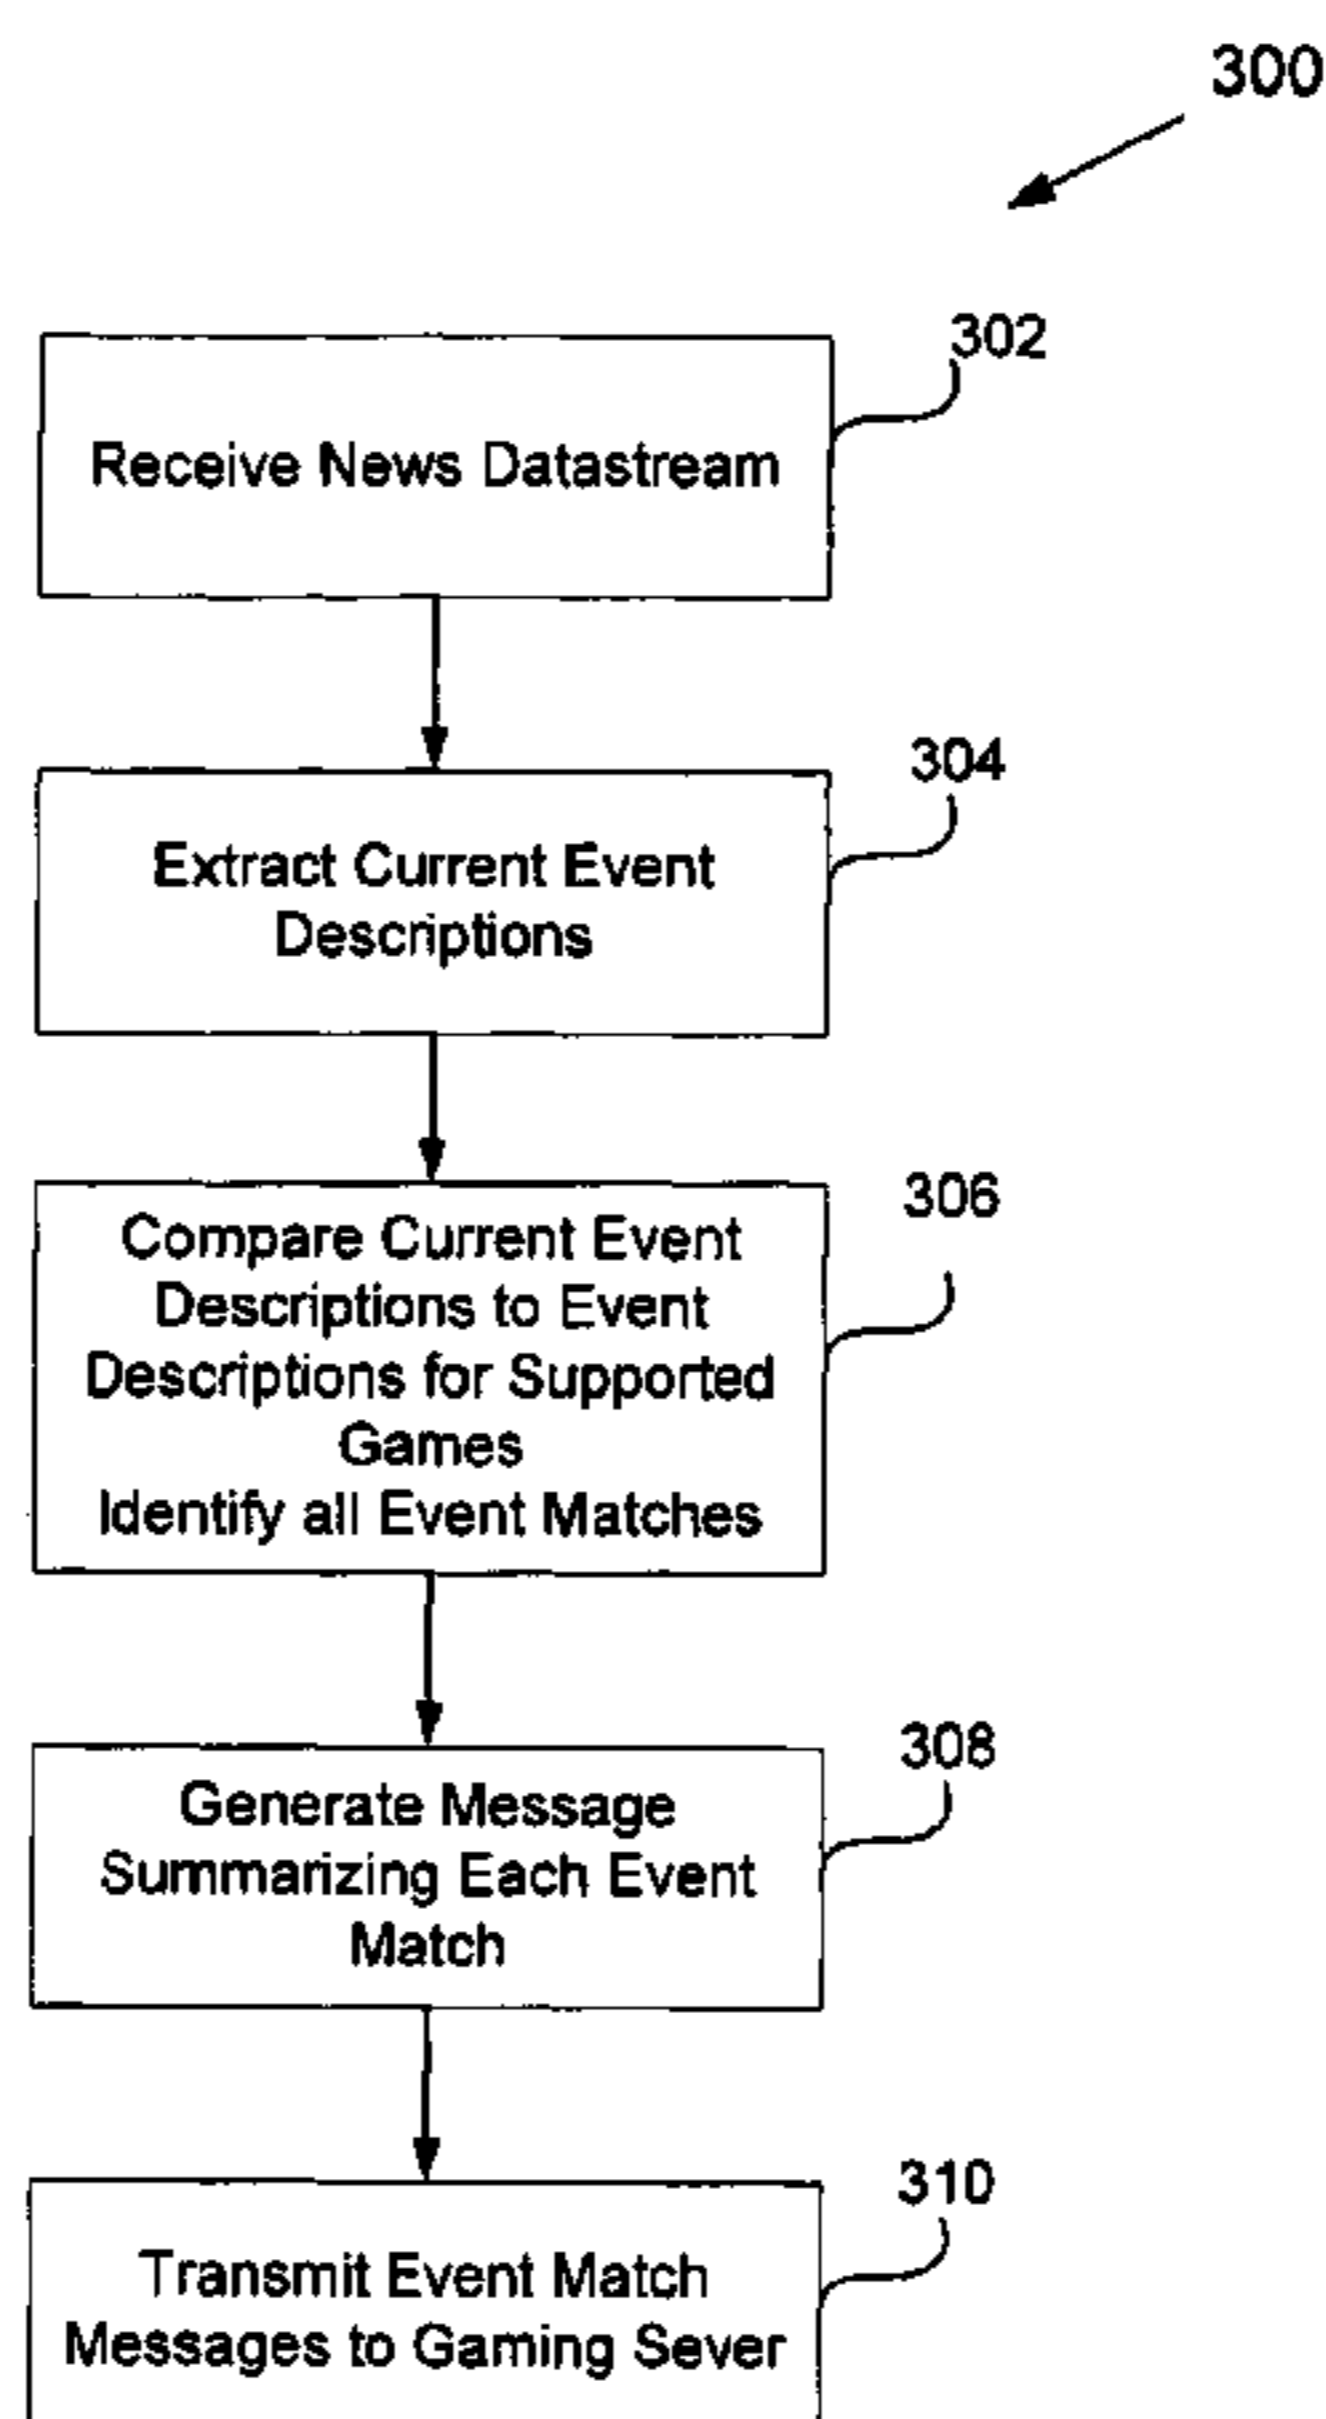 300
302
Receive News Datastream
304
Extract Current Event
Descriptions
306
Compare Current Event
Descriptions to Event
Descriptions for Supported
Games
Identify all Event Matches
308
Generate Message
Summarizing Each Event
Match
310
Transmit Event Match
Messages to Gaming Sever